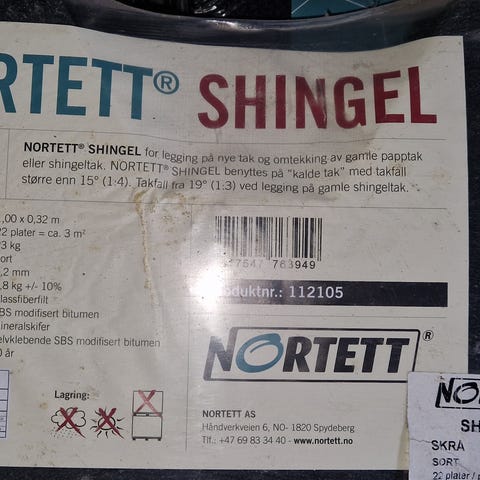 RTETT® SHINGEL
NORTETT® SHINGEL for legging på nye tak og omtekking av gamle papptak
eller shingeltak. NORTETT® SHINGEL benyttes på “kalde tak” med takfall
større enn 15° (1:4). Takfall fra 19° (1:3) ved legging på gamle shingeltak.
,00 x 0,32 m
22 plater = ca. 3 m²
3 kg
ort
,2 mm
,8 kg +/- 10%
lassfiberfilt
SBS modifisert bitumen
ineralskifer
elvklebende SBS modifisert bitumen
0 år
47547 763949
duktnr.: 112105
NORTETT®
Lagring:
NORTETT AS
Håndverkveien 6, NO- 1820 Spydeberg
Tlf.: +47 69 83 34 40 - www.nortett.no
NO
SH
SKRÅ
SORT
22 plater / p